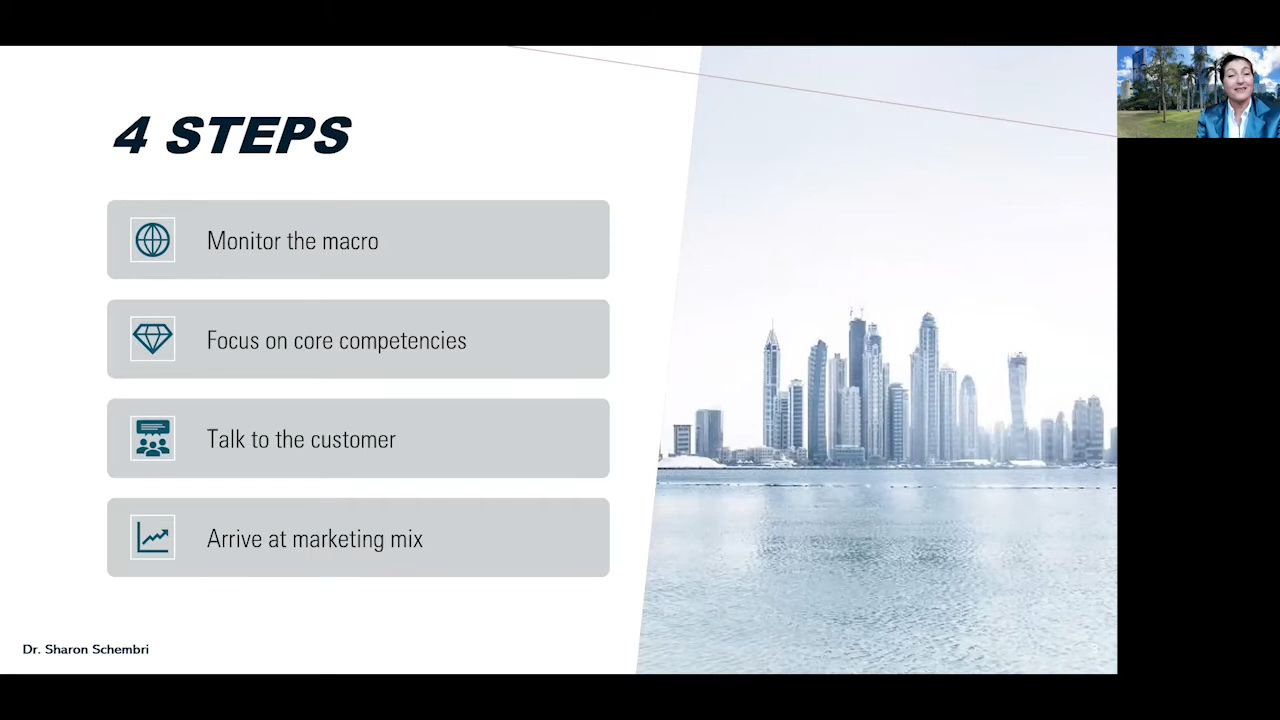 4 STEPS
Monitor the macro
Focus on core competencies
Talk to the customer
Arrive at marketing mix
Dr. Sharon Schembri